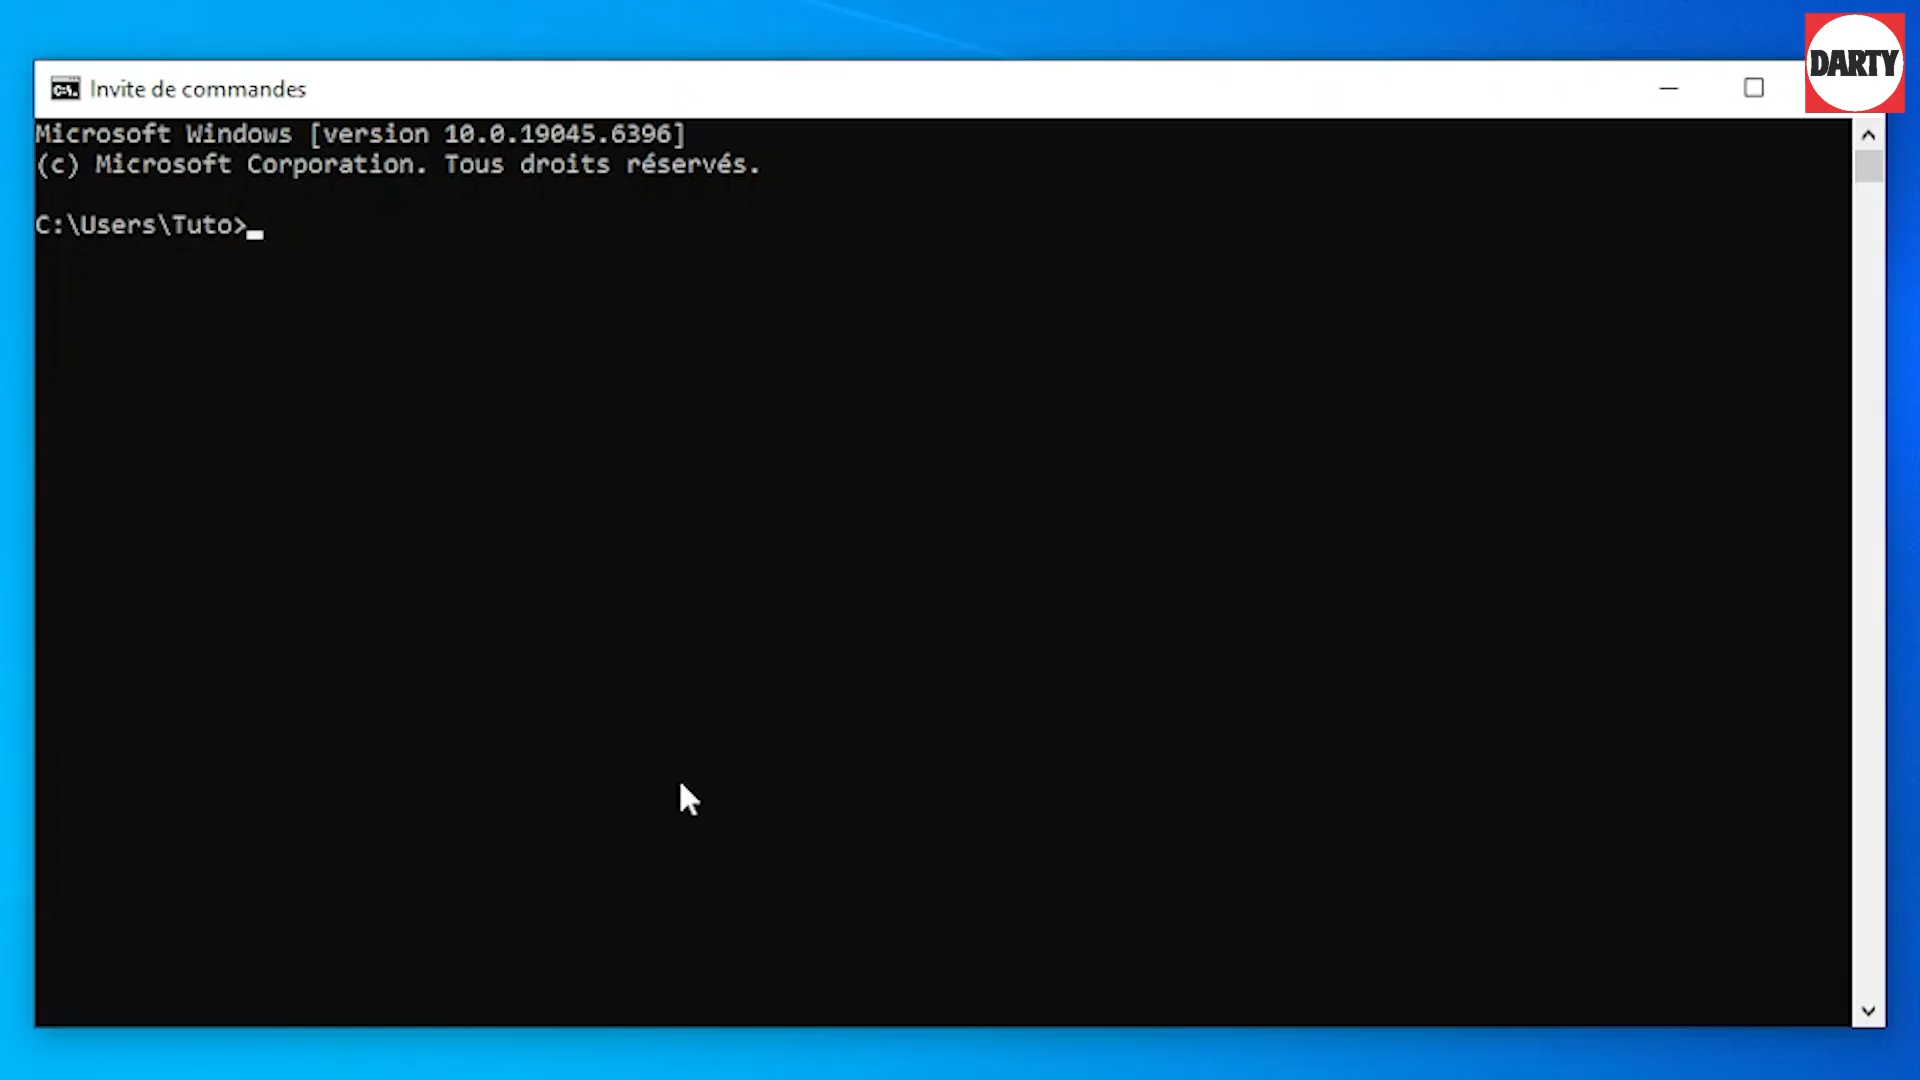 DARTY
Invite de commandes
Microsoft Windows [version 10.0.19045.6396]
(c) Microsoft Corporation. Tous droits réservés.
C:\Users\Tuto>